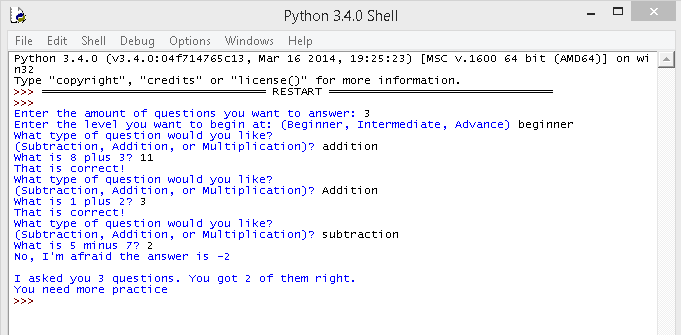 Python 3.4.0 Shell
File Edit Shell Debug Options Windows Help
Python 3.4.0 (v3.4.0:04f714765c13, Mar 16 2014, 19:25:23) [MSC v.1600 64 bit (AMD64)] on wi
n32
Type "copyright", "credits" or "license()" for more information.
>>> ================================ RESTART ================================
>>>
Enter the amount of questions you want to answer: 3
Enter the level you want to begin at: (Beginner, Intermediate, Advance) beginner
What type of question would you like?
(Subtraction, Addition, or Multiplication)? addition
What is 8 plus 3? 11
That is correct!
What type of question would you like?
(Subtraction, Addition, or Multiplication)? Addition
What is 1 plus 2? 3
That is correct!
What type of question would you like?
(Subtraction, Addition, or Multiplication)? subtraction
What is 5 minus 7? 2
No, I'm afraid the answer is -2
I asked you 3 questions. You got 2 of them right.
You need more practice
>>>